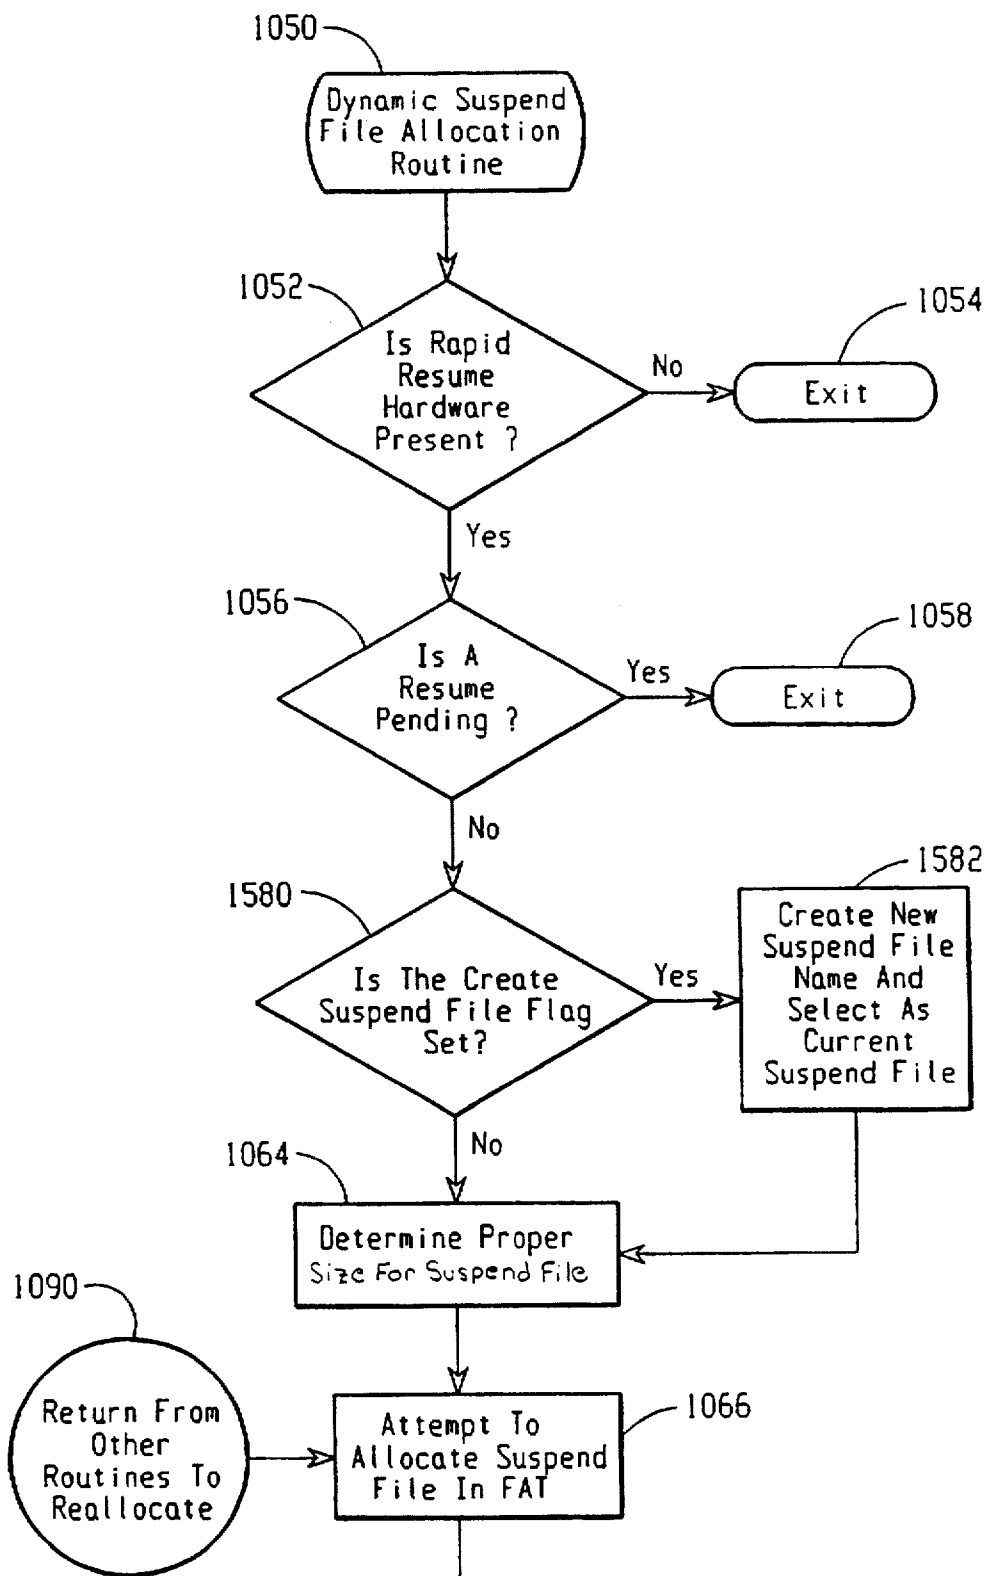 1050
Dynamic Suspend
File Allocation
Routine
1052
Is Rapid
Resume
Hardware
Present ?
No
1054
Exit
Yes
1056
Is A
Resume
Pending ?
Yes
1058
Exit
No
1580
Is The Create
Suspend File Flag
Set?
Yes
1582
Create New
Suspend File
Name And
Select As
Current
Suspend File
No
1064
Determine Proper
Size For Suspend File
1090
Return From
Other
Routines To
Reallocate
1066
Attempt To
Allocate Suspend
File In FAT